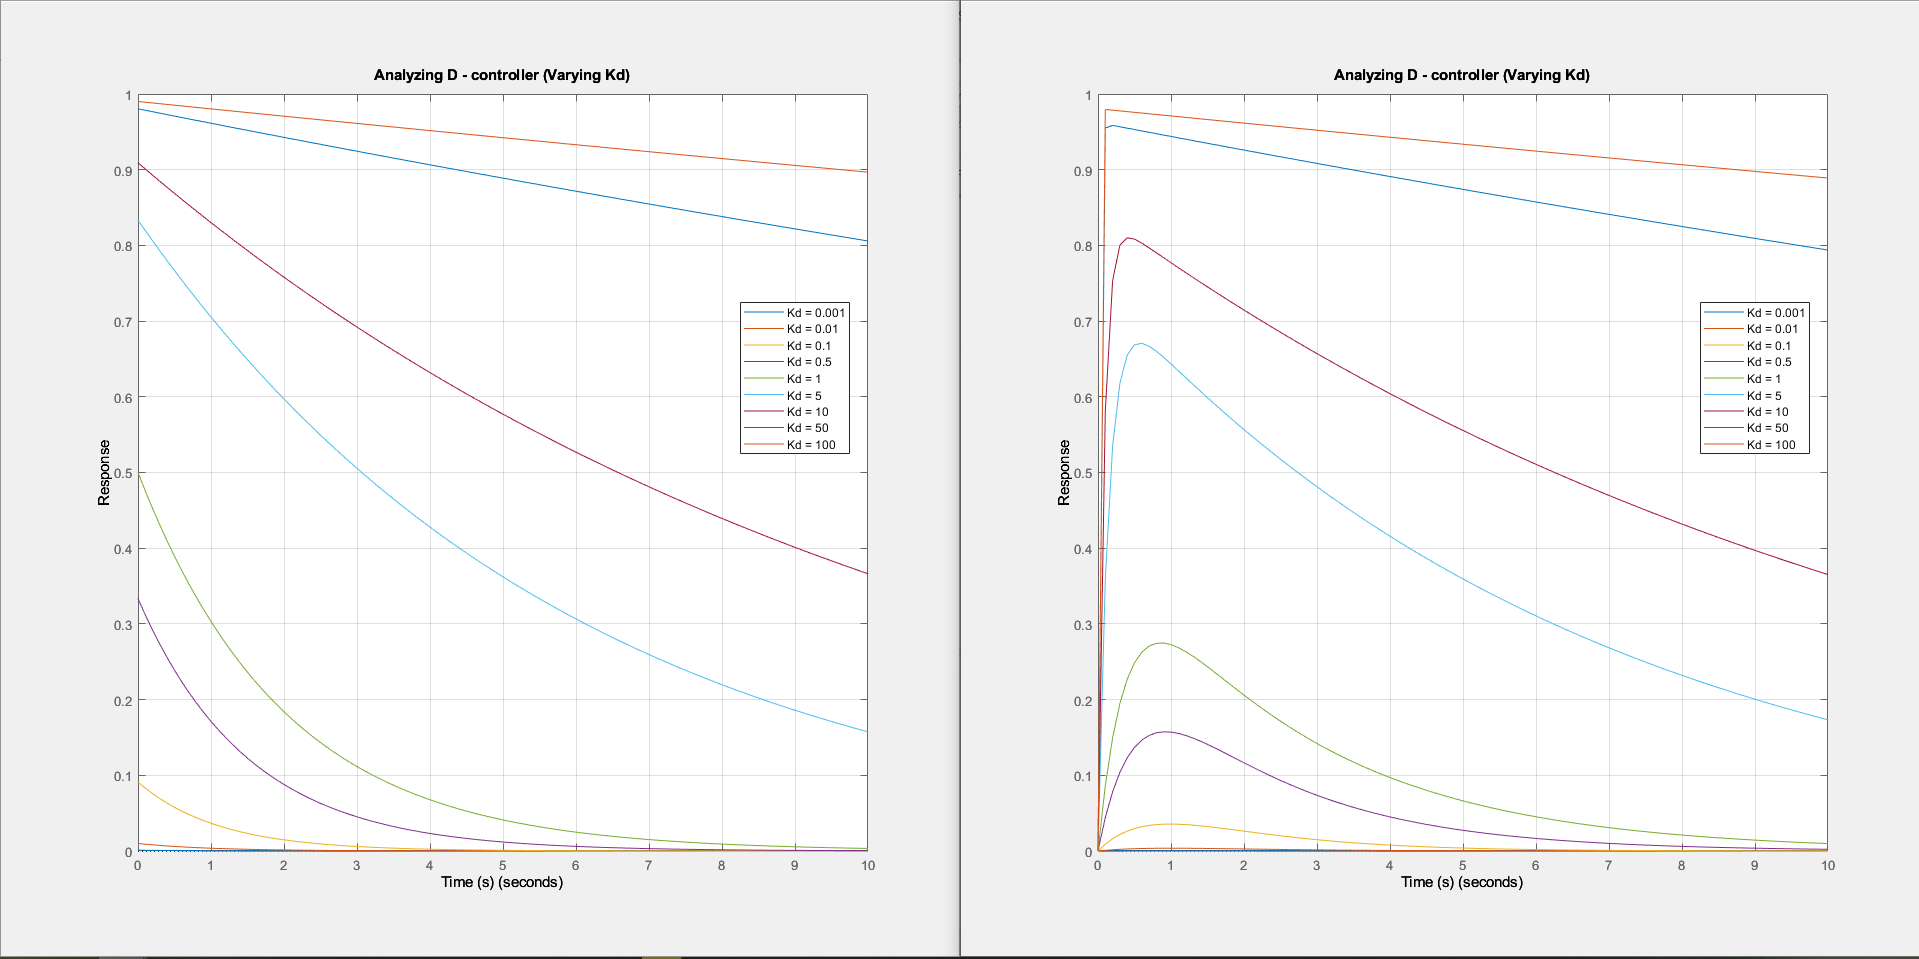 Analyzing D - controller (Varying Kd)
1
0.9
0.8
0.7
0.6
0.5
0.4
0.3
0.2
0.1
0
Response
Kd = 0.001
Kd = 0.01
Kd = 0.1
Kd = 0.5
Kd = 1
Kd = 5
Kd = 10
Kd = 50
Kd = 100
0 1 2 3 4 5 6 7 8 9 10
Time (s) (seconds)
Analyzing D - controller (Varying Kd)
1
0.9
0.8
0.7
0.6
0.5
0.4
0.3
0.2
0.1
0
Response
Kd = 0.001
Kd = 0.01
Kd = 0.1
Kd = 0.5
Kd = 1
Kd = 5
Kd = 10
Kd = 50
Kd = 100
0 1 2 3 4 5 6 7 8 9 10
Time (s) (seconds)